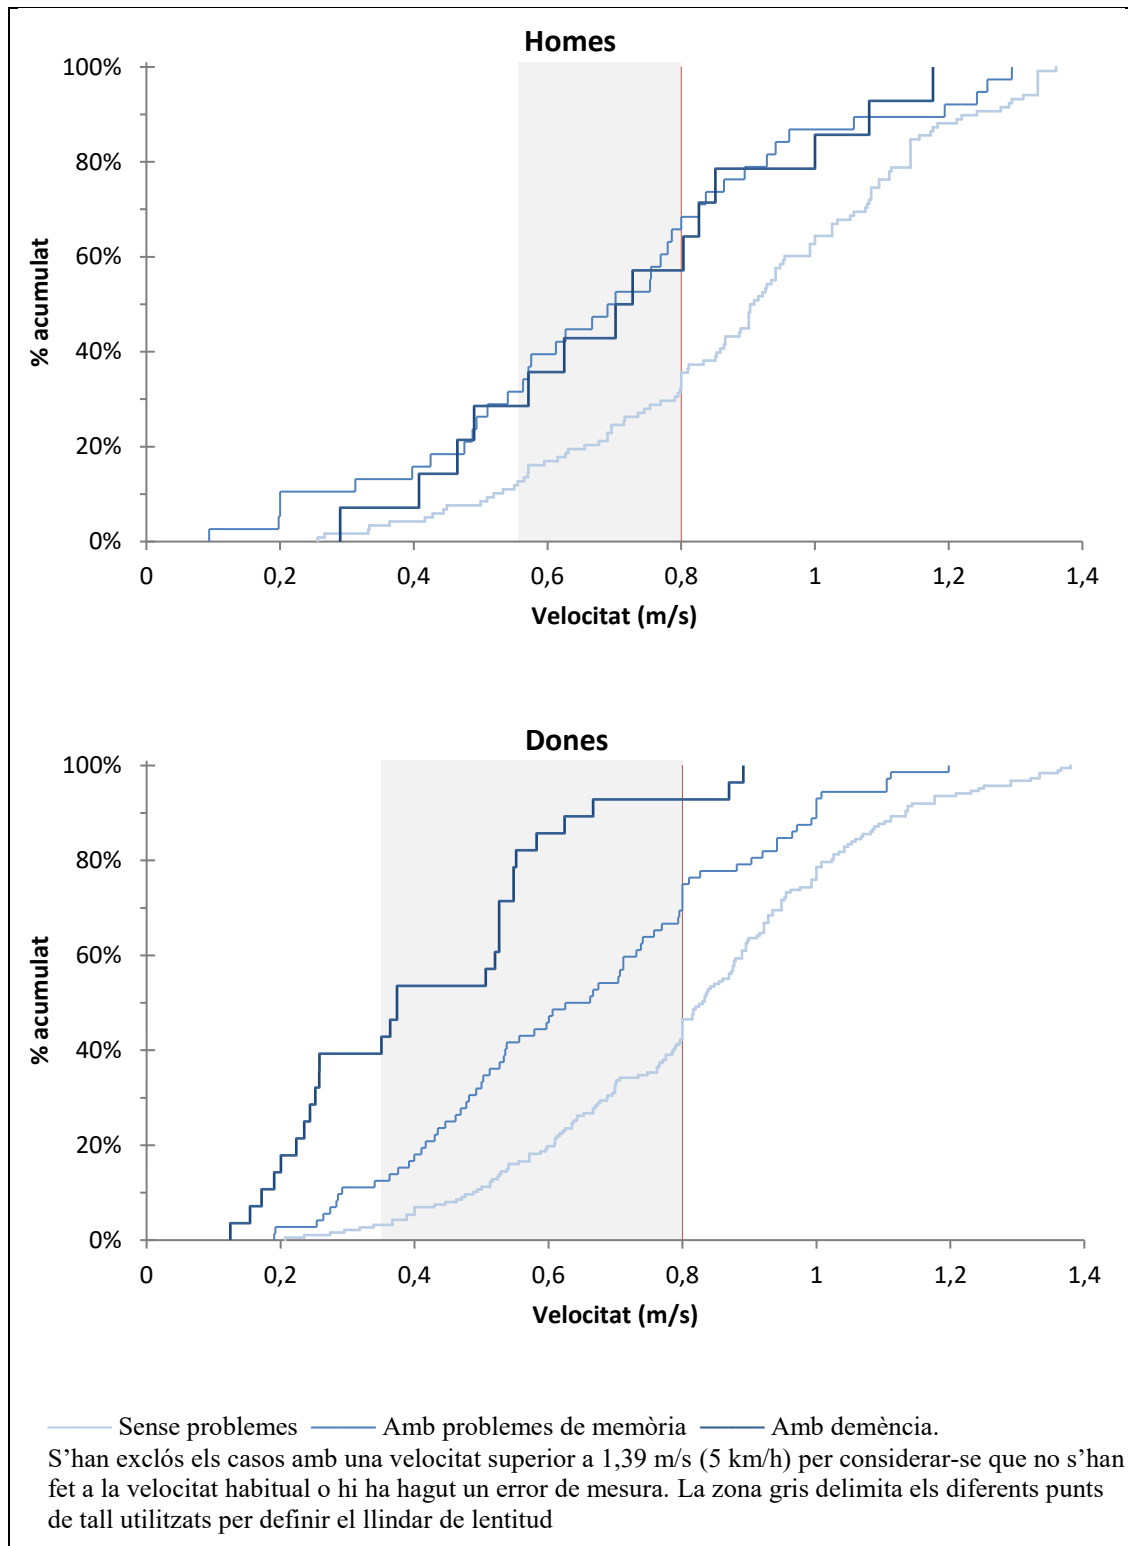 Homes
100%
80%
60%
40%
20%
0%
% acumulat
0 0,2 0,4 0,6 0,8 1 1,2 1,4
Velocitat (m/s)
Dones
100%
80%
60%
40%
20%
0%
% acumulat
0 0,2 0,4 0,6 0,8 1 1,2 1,4
Velocitat (m/s)
Sense problemes Amb problemes de memòria Amb demència.
S’han exclós els casos amb una velocitat superior a 1,39 m/s (5 km/h) per considerar-se que no s’han
fet a la velocitat habitual o hi ha hagut un error de mesura. La zona gris delimita els diferents punts
de tall utilitzats per definir el llindar de lentitud